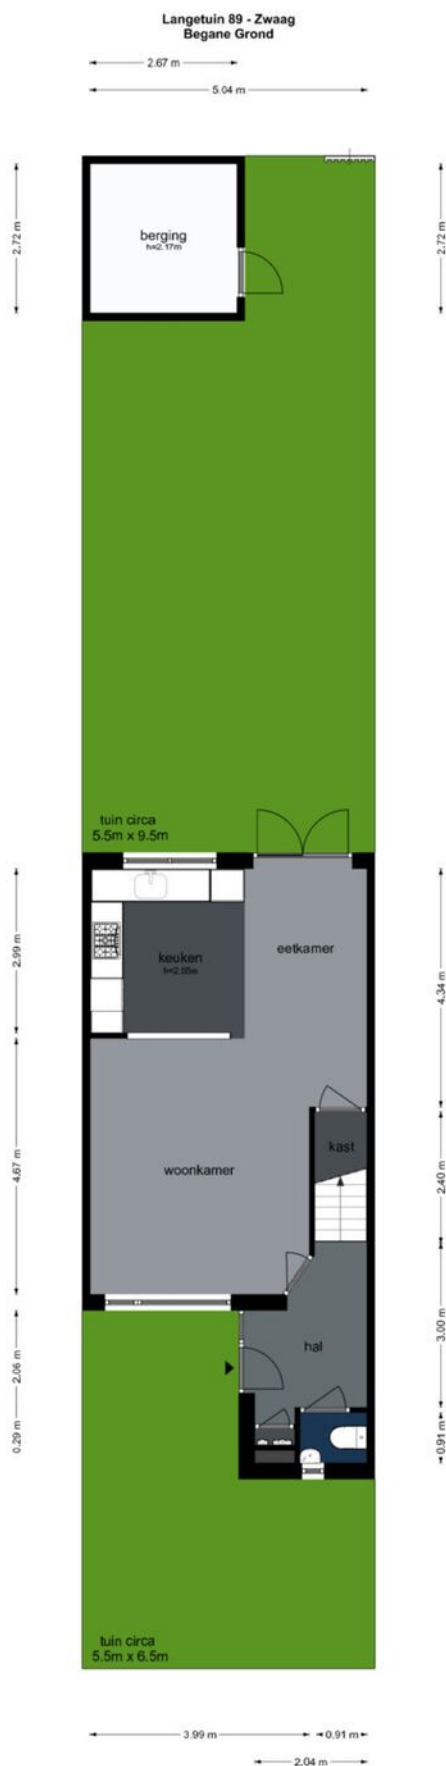 Langetuin 89 - Zwaag
Begane Grond
2.67 m
5.04 m
2.72 m
2.72 m
berging
h=2.17m
tuin circa
5.5m x 9.5m
2.99 m
keuken
h=2.55m
eetkamer
4.34 m
4.67 m
woonkamer
kast
2.40 m
hal
3.00 m
2.06 m
0.29 m
0.91 m
tuin circa
5.5m x 6.5m
3.99 m
0.91 m
2.04 m